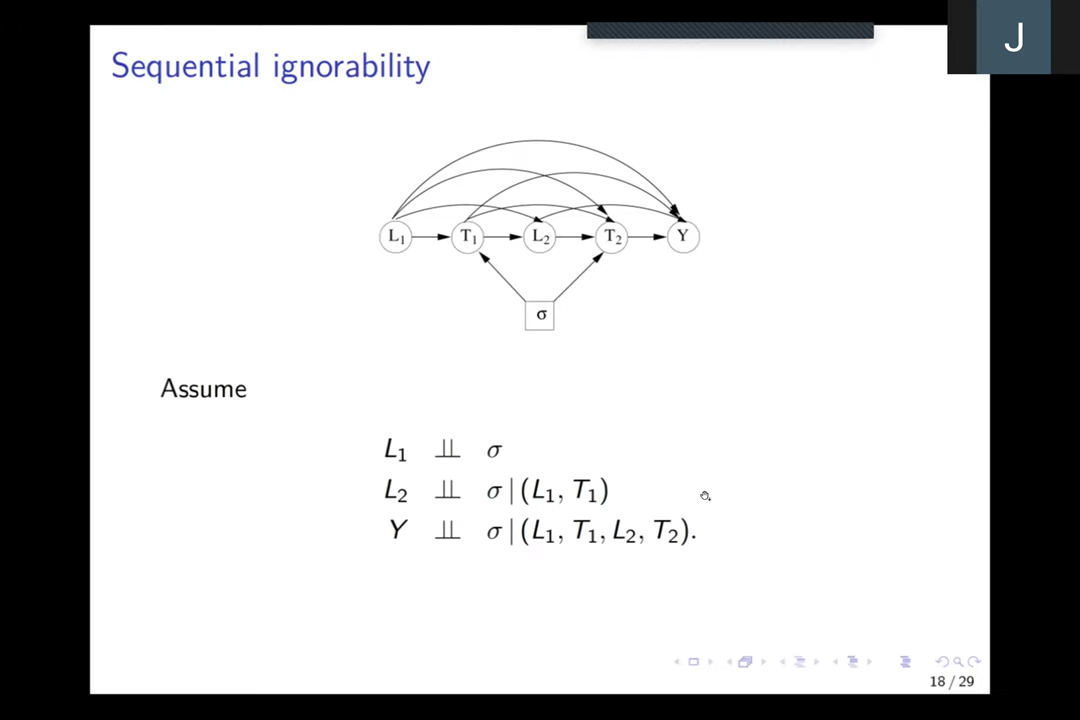 J
Sequential ignorability
L₁ T₁ L₂ T₂ Y
σ
Assume
L₁ ⫫ σ
L₂ ⫫ σ | (L₁, T₁)
Y ⫫ σ | (L₁, T₁, L₂, T₂).
18 / 29